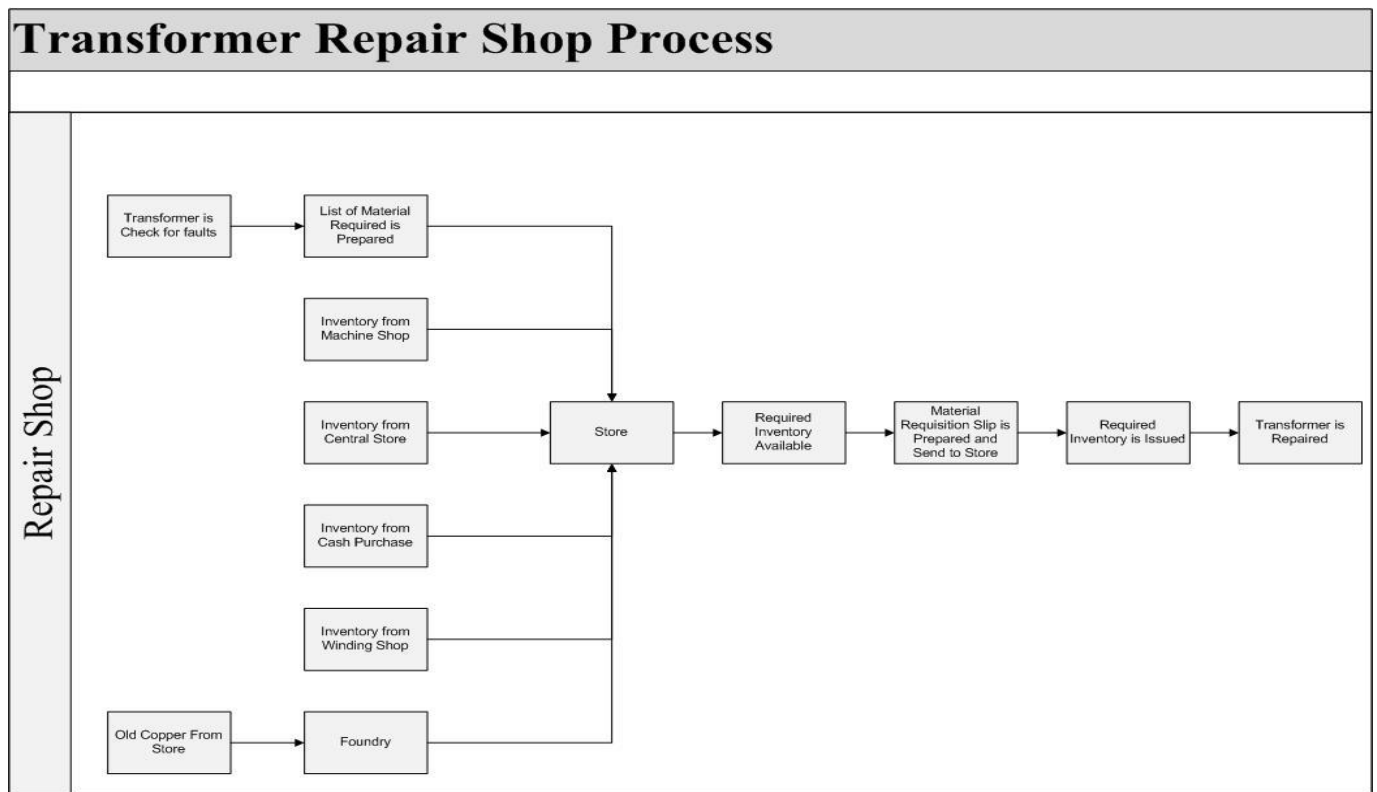 Transformer Repair Shop Process
Repair Shop
Transformer is
Check for faults
List of Material
Required is
Prepared
Inventory from
Machine Shop
Inventory from
Central Store
Store
Required
Inventory
Available
Material
Requisition Slip is
Prepared and
Send to Store
Required
Inventory is Issued
Transformer is
Repaired
Inventory from
Cash Purchase
Inventory from
Winding Shop
Old Copper From
Store
Foundry